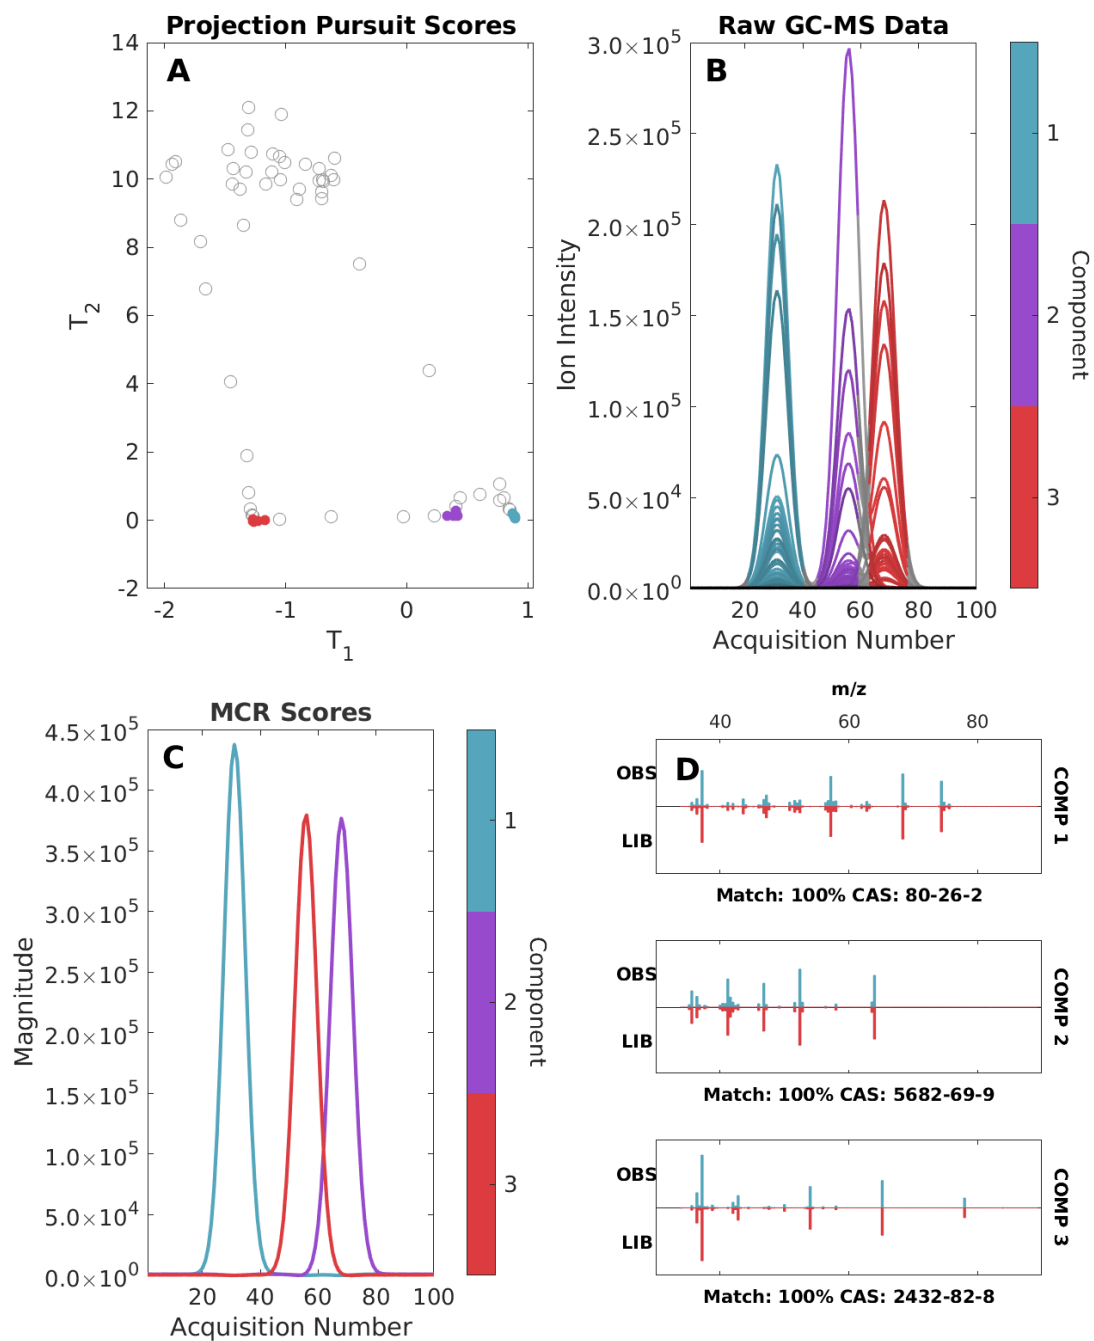 Projection Pursuit Scores
A
14
12
10
8
6
4
2
0
-2
T2
-2 -1 0 1
T1
Raw GC-MS Data
B
3.0×10^5
2.5×10^5
2.0×10^5
1.5×10^5
1.0×10^5
5.0×10^4
0.0×10^0
Ion Intensity
20 40 60 80 100
Acquisition Number
1
2
3
Component
MCR Scores
C
4.5×10^5
4.0×10^5
3.5×10^5
3.0×10^5
2.5×10^5
2.0×10^5
1.5×10^5
1.0×10^5
5.0×10^4
0.0×10^0
Magnitude
20 40 60 80 100
Acquisition Number
1
2
3
Component
m/z
40 60 80
D
OBS
LIB
COMP 1
Match: 100% CAS: 80-26-2
OBS
LIB
COMP 2
Match: 100% CAS: 5682-69-9
OBS
LIB
COMP 3
Match: 100% CAS: 2432-82-8